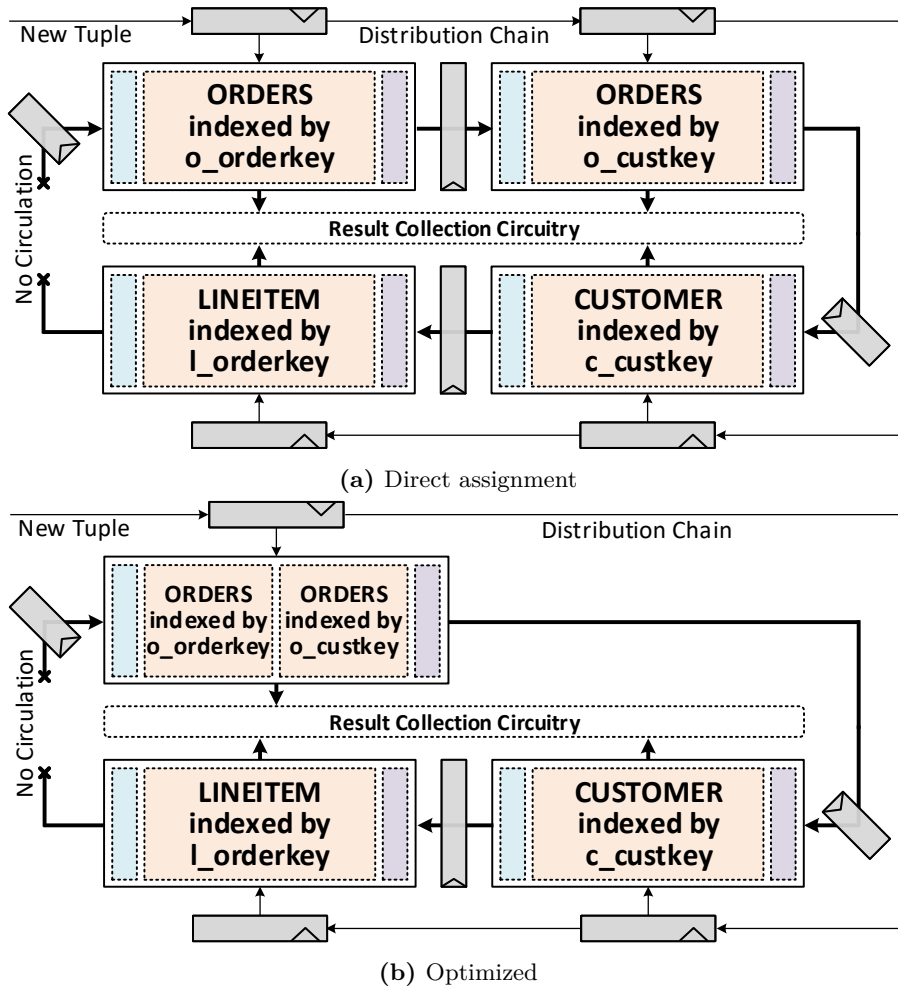 New Tuple
Distribution Chain
ORDERS
indexed by
o_orderkey
ORDERS
indexed by
o_custkey
No Circulation
Result Collection Circuitry
LINEITEM
indexed by
l_orderkey
CUSTOMER
indexed by
c_custkey
(a) Direct assignment
New Tuple
Distribution Chain
ORDERS
indexed by
o_orderkey
ORDERS
indexed by
o_custkey
No Circulation
Result Collection Circuitry
LINEITEM
indexed by
l_orderkey
CUSTOMER
indexed by
c_custkey
(b) Optimized